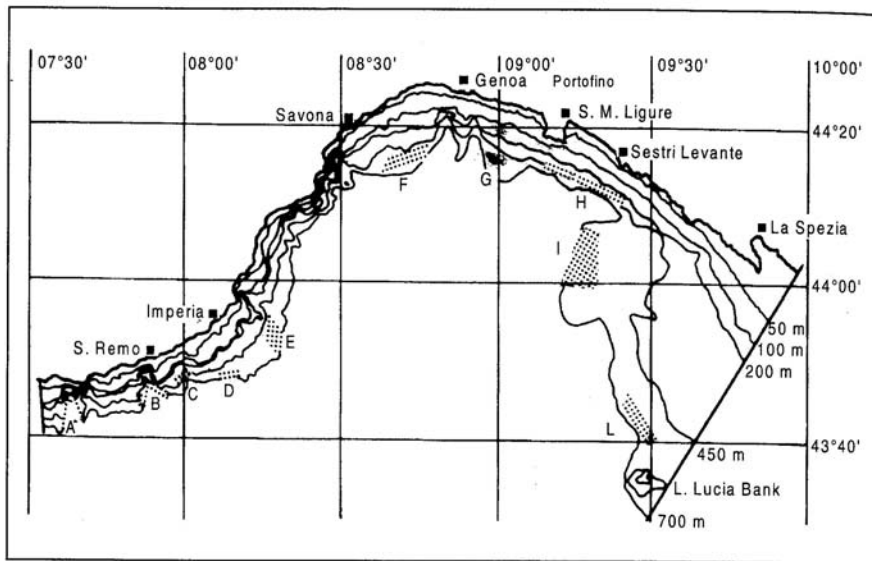 07°30' 08°00' 08°30' 09°00' 09°30' 10°00'
Genoa Portofino
Savona S. M. Ligure
44°20'
Sestri Levante
F G
H
La Spezia
I
44°00'
Imperia
50 m
S. Remo E 100 m
200 m
D
C
B
A L
43°40'
450 m
L. Lucia Bank
700 m